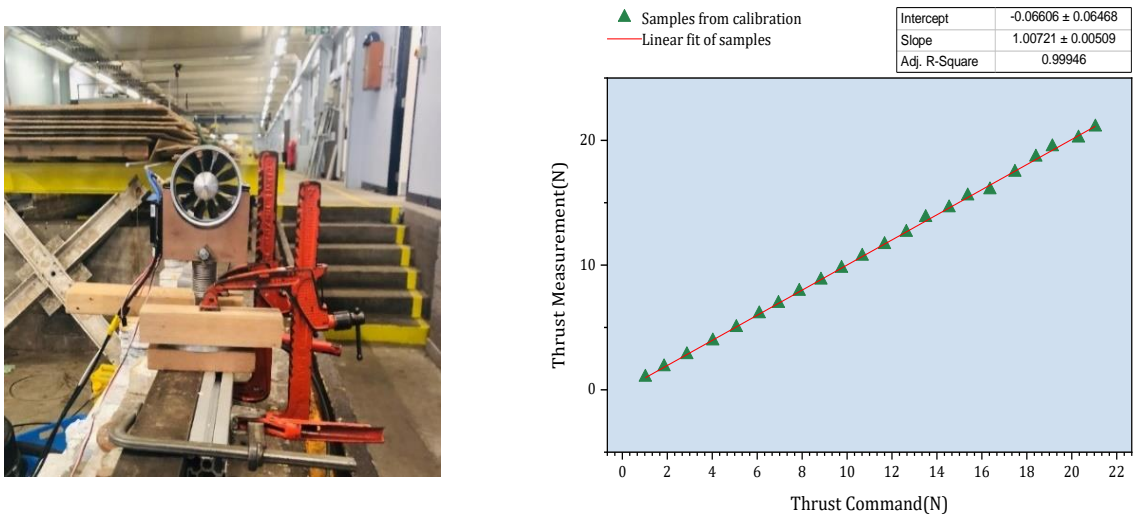 Samples from calibration
Linear fit of samples
Intercept -0.06606 ± 0.06468
Slope 1.00721 ± 0.00509
Adj. R-Square 0.99946
Thrust Measurement(N)
20
10
0
0 2 4 6 8 10 12 14 16 18 20 22
Thrust Command(N)